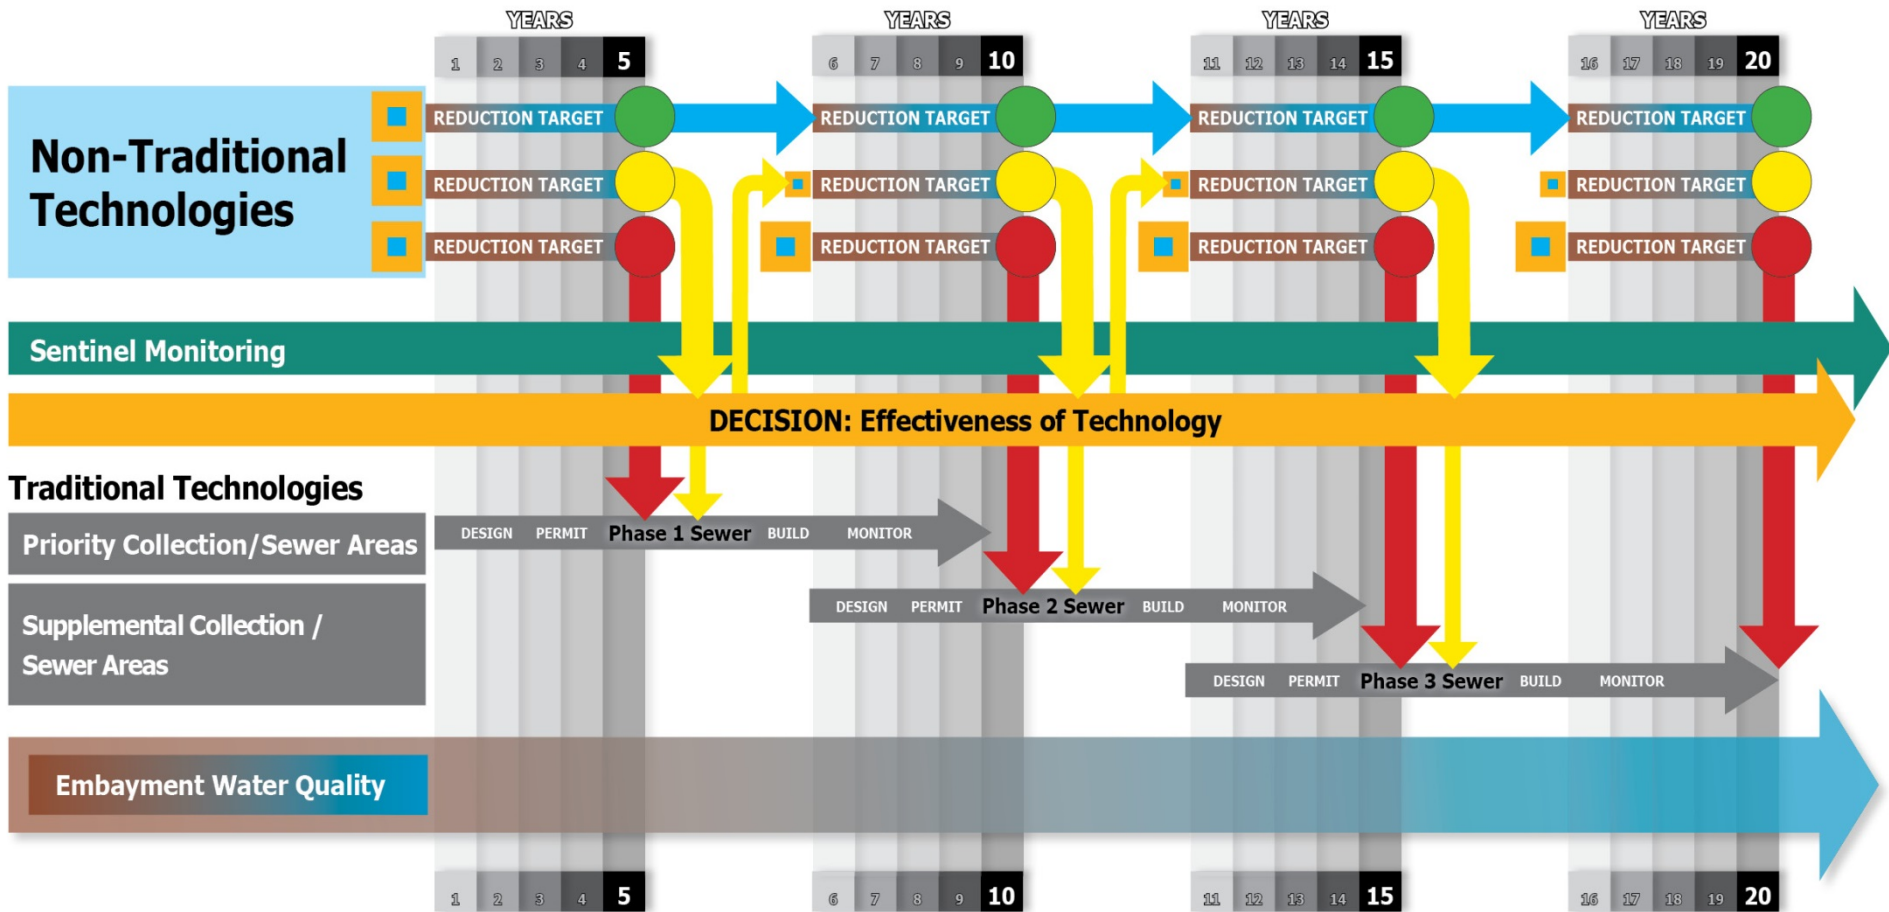 YEARS YEARS YEARS YEARS
1 2 3 4 5 6 7 8 9 10 11 12 13 14 15 16 17 18 19 20
Non-Traditional
Technologies
REDUCTION TARGET REDUCTION TARGET REDUCTION TARGET REDUCTION TARGET
REDUCTION TARGET REDUCTION TARGET REDUCTION TARGET REDUCTION TARGET
REDUCTION TARGET REDUCTION TARGET REDUCTION TARGET REDUCTION TARGET
Sentinel Monitoring
DECISION: Effectiveness of Technology
Traditional Technologies
Priority Collection/Sewer Areas
DESIGN PERMIT Phase 1 Sewer BUILD MONITOR
Supplemental Collection /
Sewer Areas
DESIGN PERMIT Phase 2 Sewer BUILD MONITOR
DESIGN PERMIT Phase 3 Sewer BUILD MONITOR
Embayment Water Quality
1 2 3 4 5 6 7 8 9 10 11 12 13 14 15 16 17 18 19 20